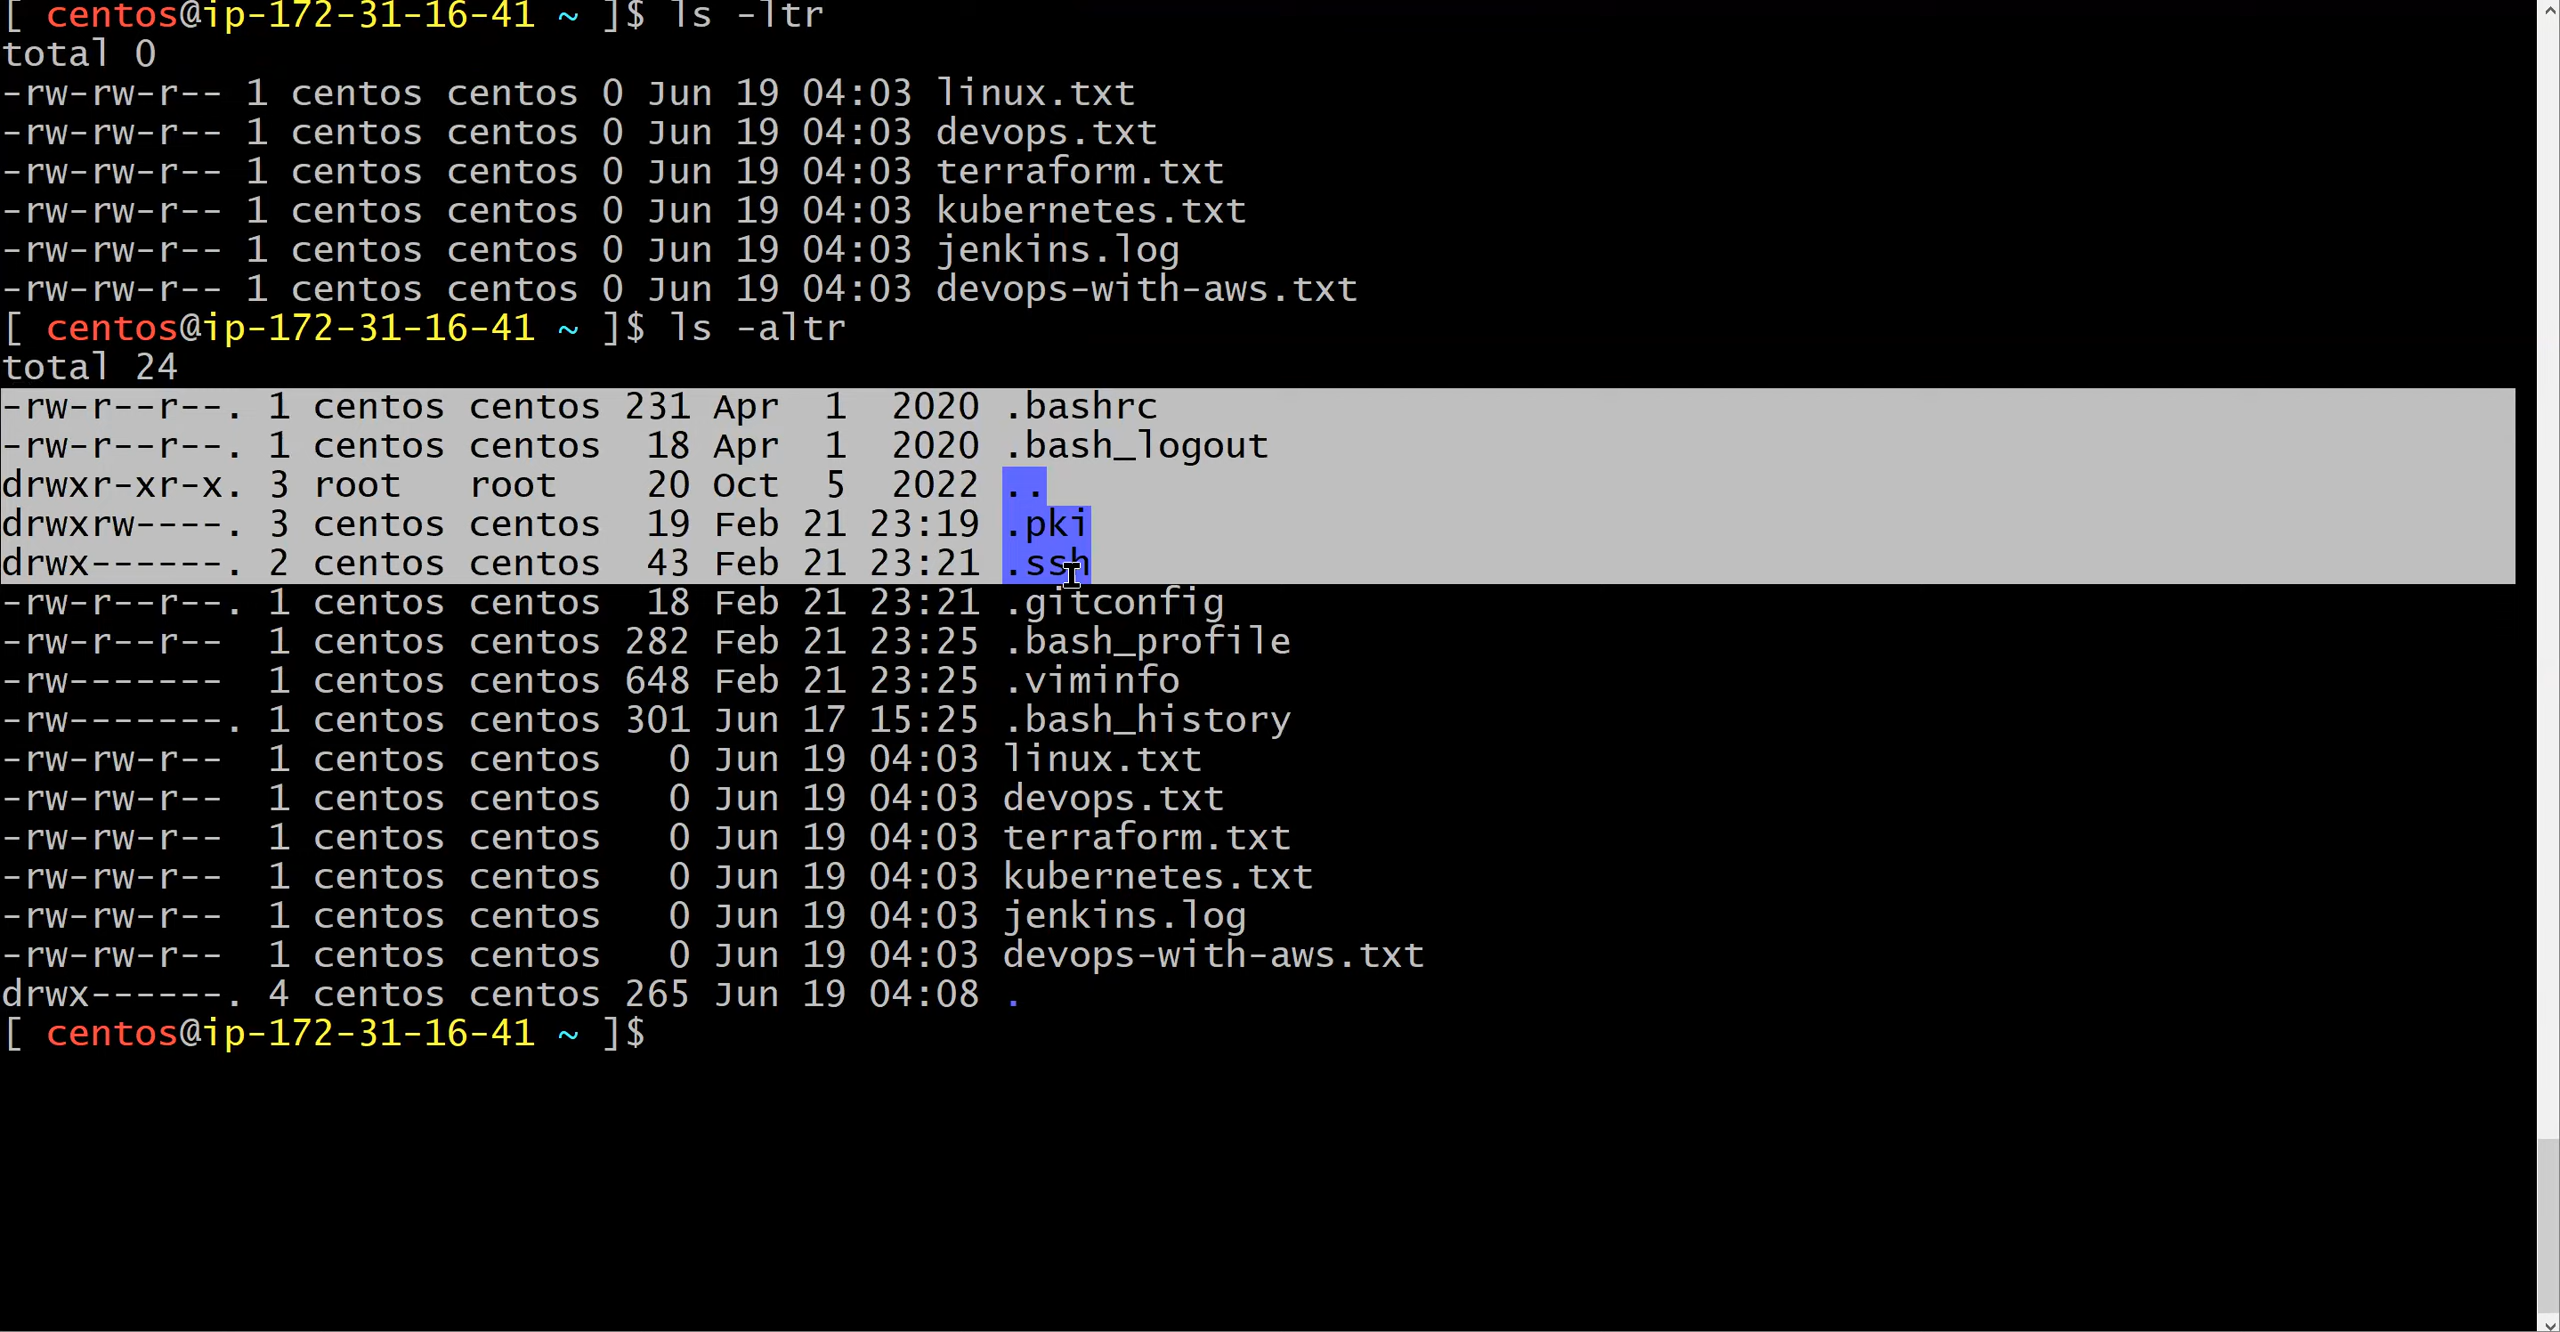 [ centos@ip-172-31-16-41 ~ ]$ ls -ltr
total 0
-rw-rw-r-- 1 centos centos 0 Jun 19 04:03 linux.txt
-rw-rw-r-- 1 centos centos 0 Jun 19 04:03 devops.txt
-rw-rw-r-- 1 centos centos 0 Jun 19 04:03 terraform.txt
-rw-rw-r-- 1 centos centos 0 Jun 19 04:03 kubernetes.txt
-rw-rw-r-- 1 centos centos 0 Jun 19 04:03 jenkins.log
-rw-rw-r-- 1 centos centos 0 Jun 19 04:03 devops-with-aws.txt
[ centos@ip-172-31-16-41 ~ ]$ ls -altr
total 24
-rw-r--r--. 1 centos centos 231 Apr  1  2020 .bashrc
-rw-r--r--. 1 centos centos  18 Apr  1  2020 .bash_logout
drwxr-xr-x. 3 root   root    20 Oct  5  2022 ..
drwxrw----. 3 centos centos  19 Feb 21 23:19 .pki
drwx------. 2 centos centos  43 Feb 21 23:21 .ssh
-rw-r--r--. 1 centos centos  18 Feb 21 23:21 .gitconfig
-rw-r--r--  1 centos centos 282 Feb 21 23:25 .bash_profile
-rw-------  1 centos centos 648 Feb 21 23:25 .viminfo
-rw-------. 1 centos centos 301 Jun 17 15:25 .bash_history
-rw-rw-r--  1 centos centos   0 Jun 19 04:03 linux.txt
-rw-rw-r--  1 centos centos   0 Jun 19 04:03 devops.txt
-rw-rw-r--  1 centos centos   0 Jun 19 04:03 terraform.txt
-rw-rw-r--  1 centos centos   0 Jun 19 04:03 kubernetes.txt
-rw-rw-r--  1 centos centos   0 Jun 19 04:03 jenkins.log
-rw-rw-r--  1 centos centos   0 Jun 19 04:03 devops-with-aws.txt
drwx------. 4 centos centos 265 Jun 19 04:08 .
[ centos@ip-172-31-16-41 ~ ]$